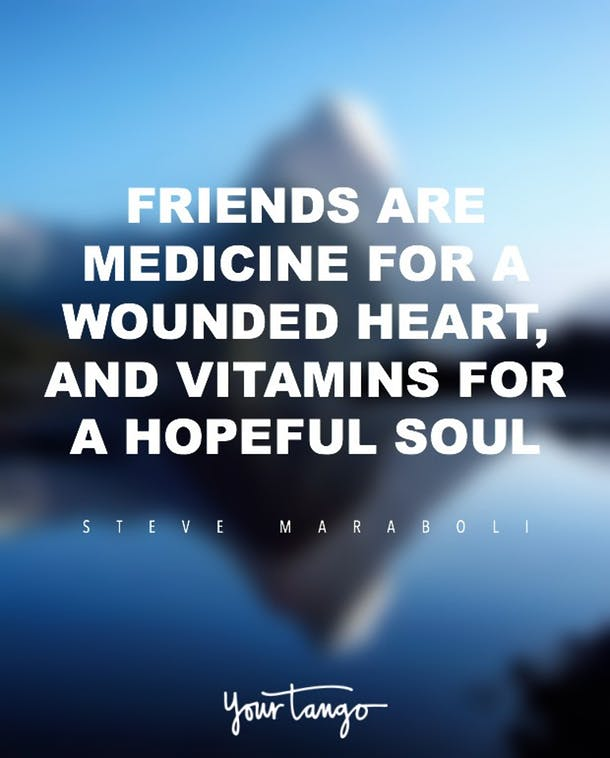 FRIENDS ARE
MEDICINE FOR A
WOUNDED HEART,
AND VITAMINS FOR
A HOPEFUL SOUL
STEVE MARABOLI
Yourtango